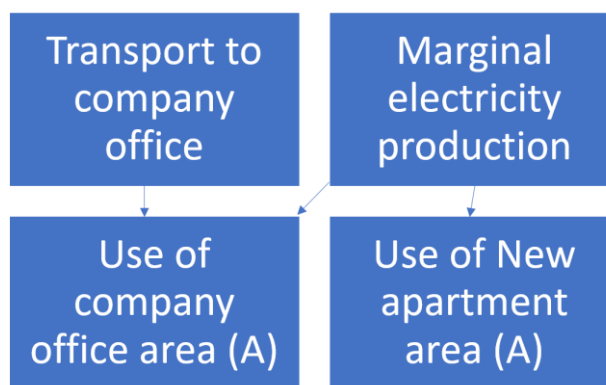 Transport to
company
office
Marginal
electricity
production
Use of
company
office area (A)
Use of New
apartment
area (A)